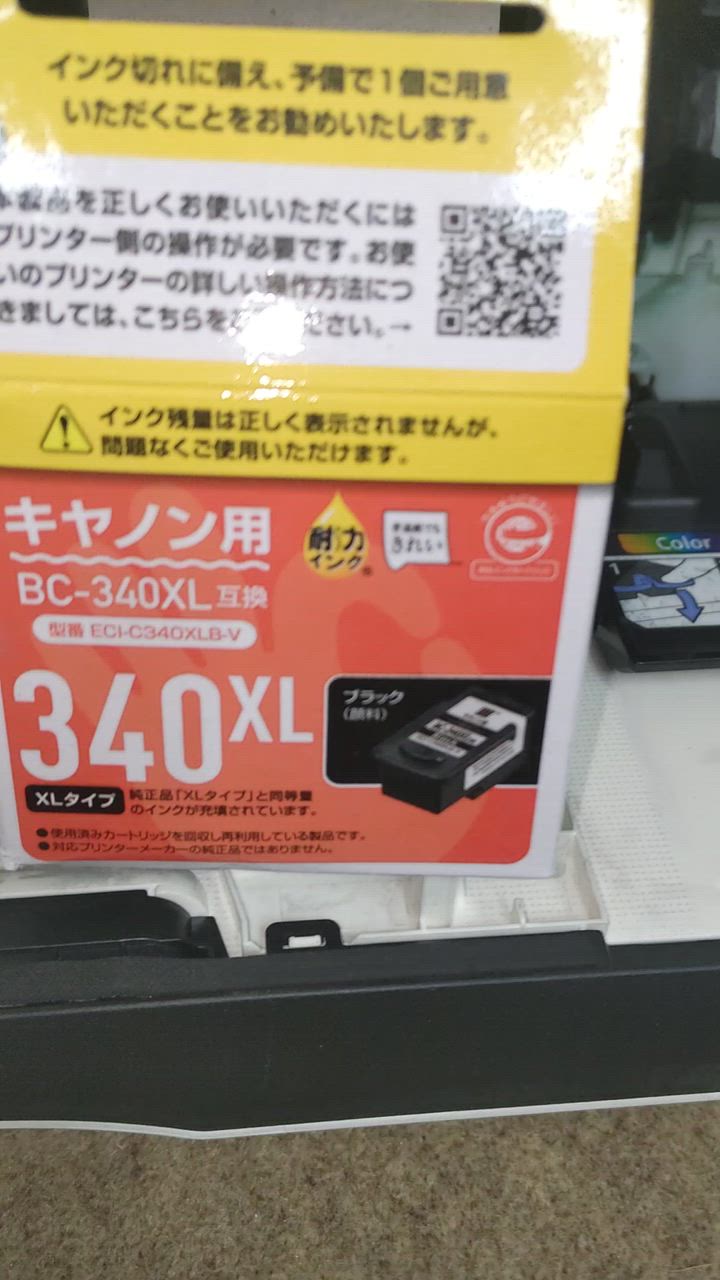 インク切れに備え、予備で1個ご用意
いただくことをお勧めいたします。
本製品を正しくお使いいただくには
プリンター側の操作が必要です。お使
いのプリンターの詳しい操作方法につ
きましては、こちらをください。→
インク残量は正しく表示されませんが、
問題なくご使用いただけます。
キヤノン用
BC-340XL互換
型番 ECI-C340XLB-V
耐力
インク
きれい
340XL
ブラック
(顔料)
XLタイプ
純正品「XLタイプ」と同等量
のインクが充填されています。
●使用済みカートリッジを回収し再利用している製品です。
●対応プリンターメーカーの純正品ではありません。
Color
1